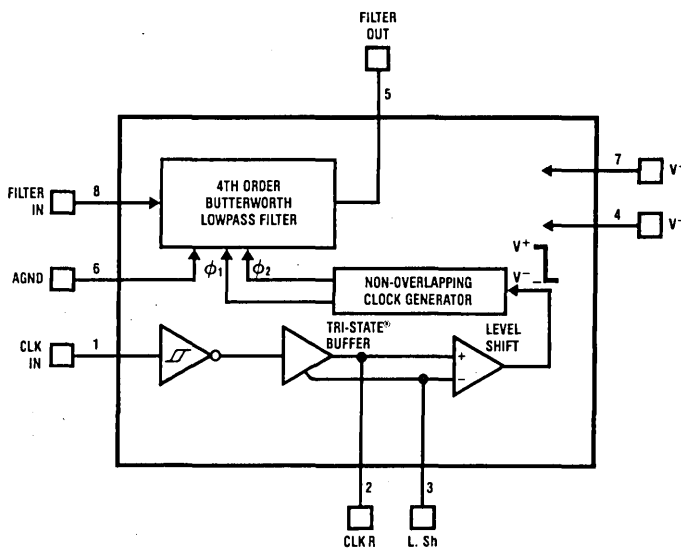 FILTER
OUT
5
7
V-
FILTER
IN
8
4TH ORDER
BUTTERWORTH
LOWPASS FILTER
4
V-
V+
V-
AGND
6
ϕ1
ϕ2
NON-OVERLAPPING
CLOCK GENERATOR
CLK
IN
1
TRI-STATE®
BUFFER
LEVEL
SHIFT
+
−
2
3
CLK R
L. Sh